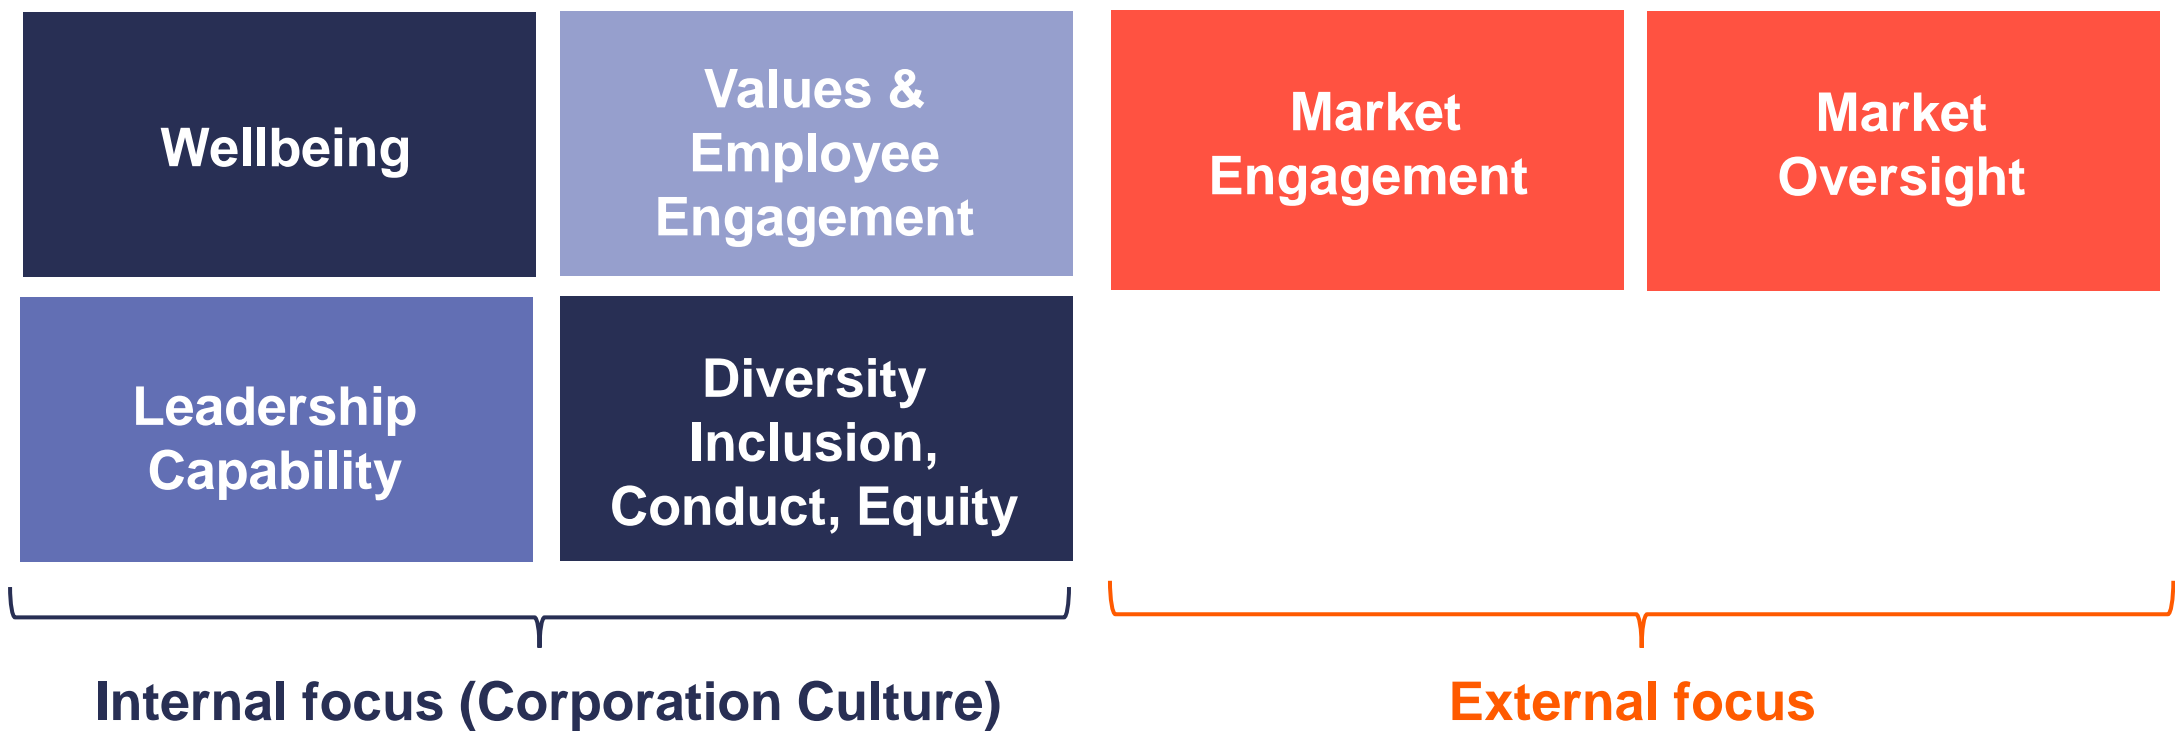 Wellbeing
Values &
Employee
Engagement
Market
Engagement
Market
Oversight
Leadership
Capability
Diversity
Inclusion,
Conduct, Equity
Internal focus (Corporation Culture)
External focus